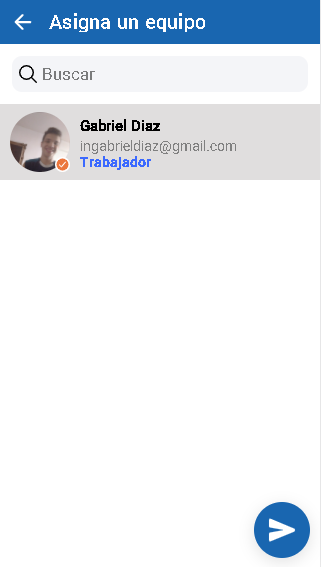 Asigna un equipo
Buscar
Gabriel Diaz
ingabrieldiaz@gmail.com
Trabajador